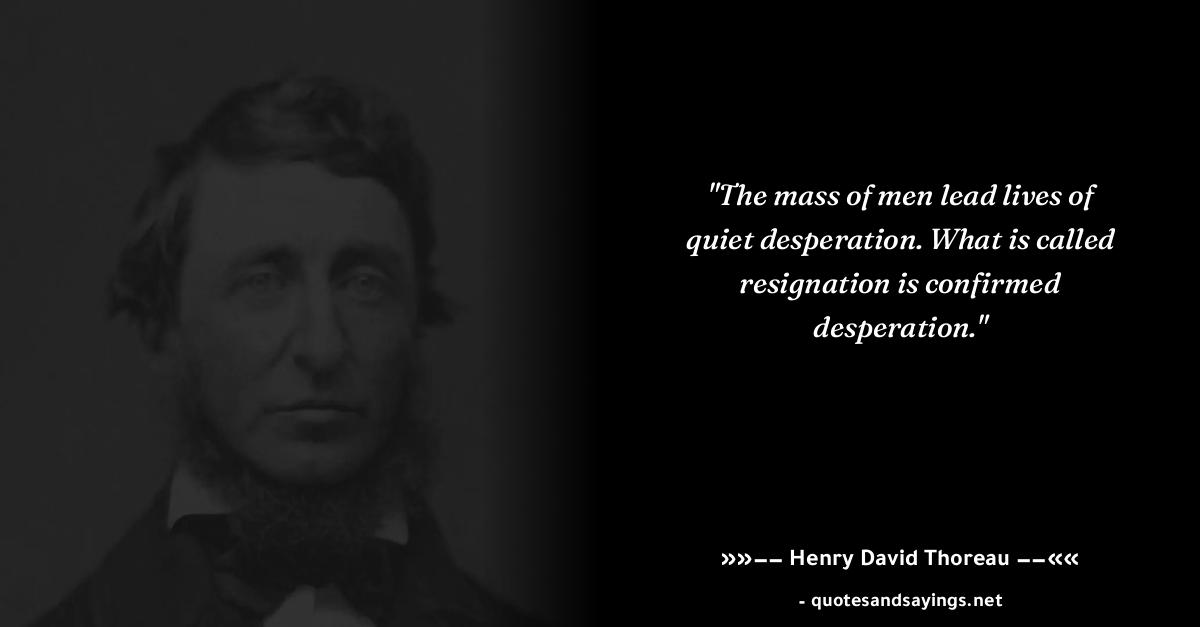 "The mass of men lead lives of
quiet desperation. What is called
resignation is confirmed
desperation."
»»−− Henry David Thoreau −−««
- quotesandsayings.net